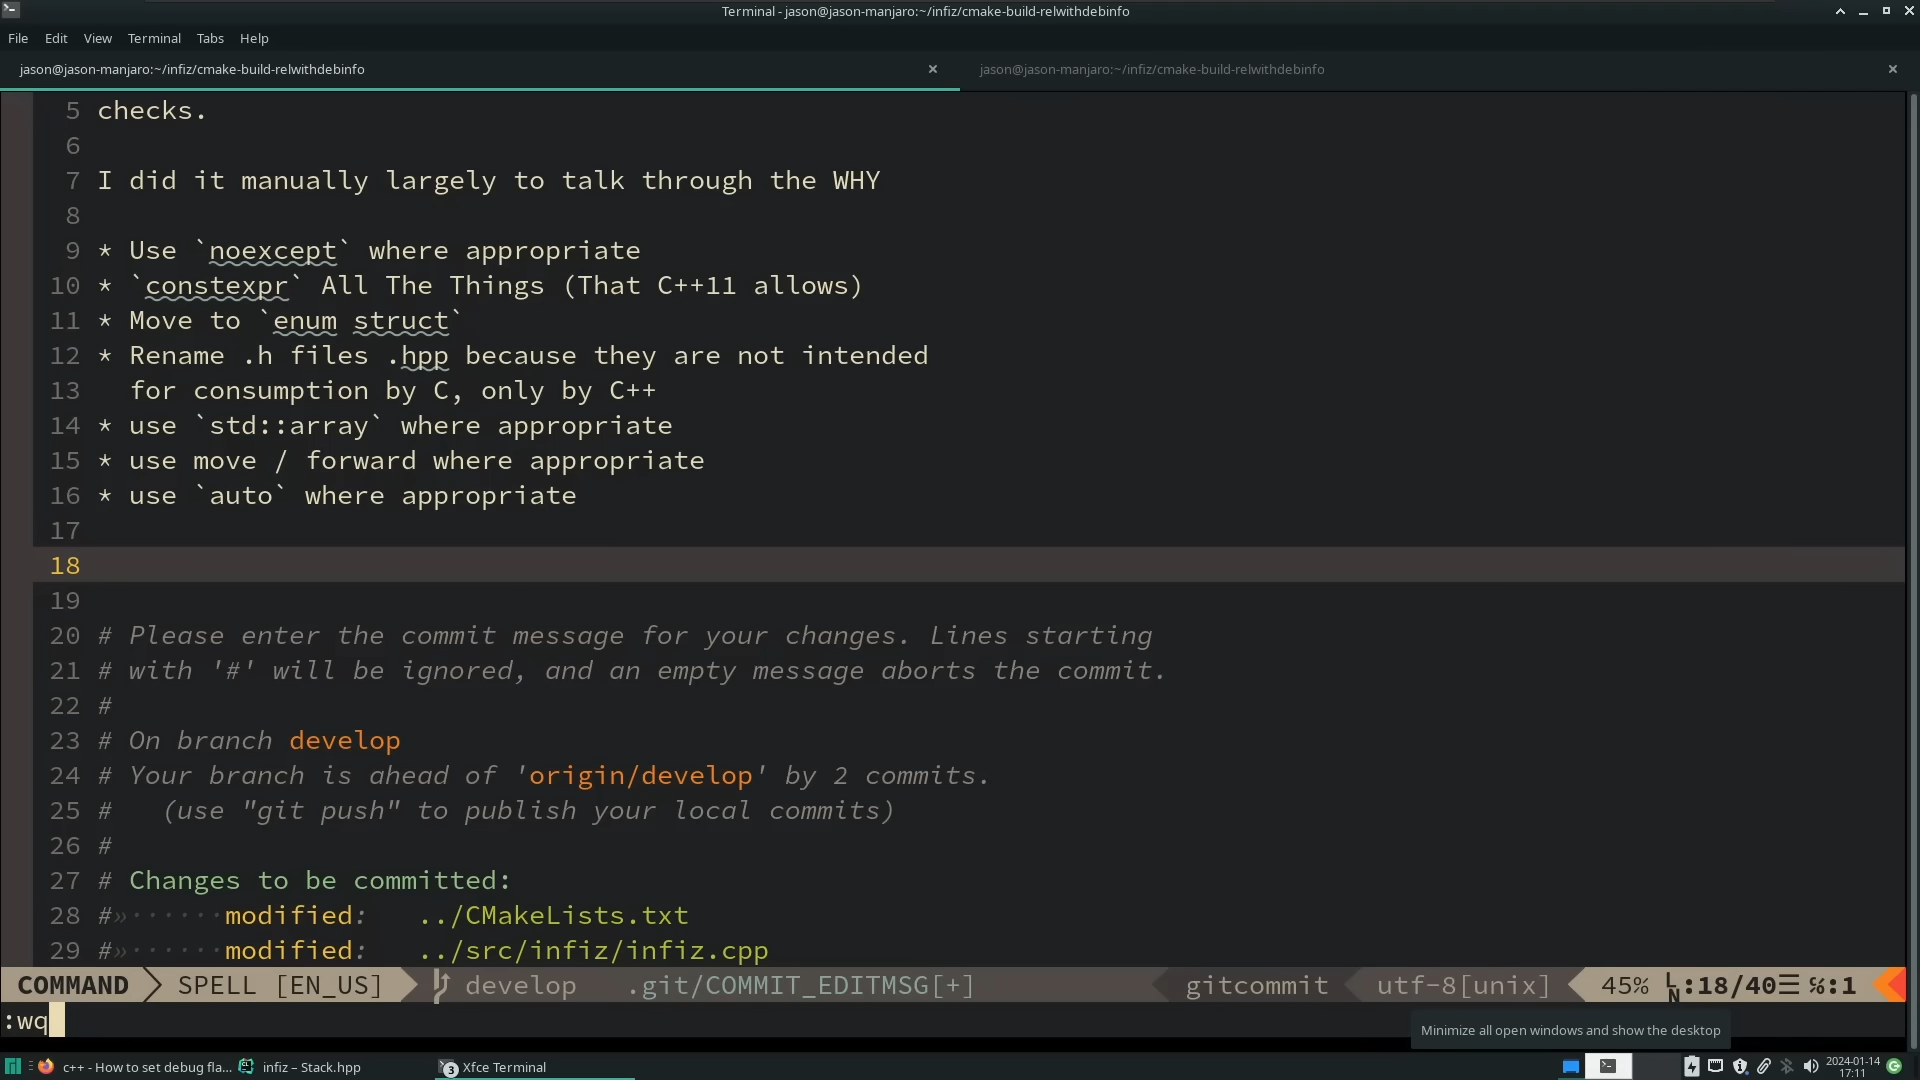 Terminal - jason@jason-manjaro:~/infiz/cmake-build-relwithdebinfo
File Edit View Terminal Tabs Help
jason@jason-manjaro:~/infiz/cmake-build-relwithdebinfo jason@jason-manjaro:~/infiz/cmake-build-relwithdebinfo
5 checks.
6
7 I did it manually largely to talk through the WHY
8
9 * Use `noexcept` where appropriate
10 * `constexpr` All The Things (That C++11 allows)
11 * Move to `enum struct`
12 * Rename .h files .hpp because they are not intended
13 for consumption by C, only by C++
14 * use `std::array` where appropriate
15 * use move / forward where appropriate
16 * use `auto` where appropriate
17
18
19
20 # Please enter the commit message for your changes. Lines starting
21 # with '#' will be ignored, and an empty message aborts the commit.
22 #
23 # On branch develop
24 # Your branch is ahead of 'origin/develop' by 2 commits.
25 # (use "git push" to publish your local commits)
26 #
27 # Changes to be committed:
28 #»······modified: ../CMakeLists.txt
29 #»······modified: ../src/infiz/infiz.cpp
COMMAND SPELL [EN_US] develop .git/COMMIT_EDITMSG[+] gitcommit utf-8[unix] 45% LN:18/40☰ ℅:1
:wq
Minimize all open windows and show the desktop
c++ - How to set debug fla... infiz – Stack.hpp 3 Xfce Terminal 2024-01-14
17:11